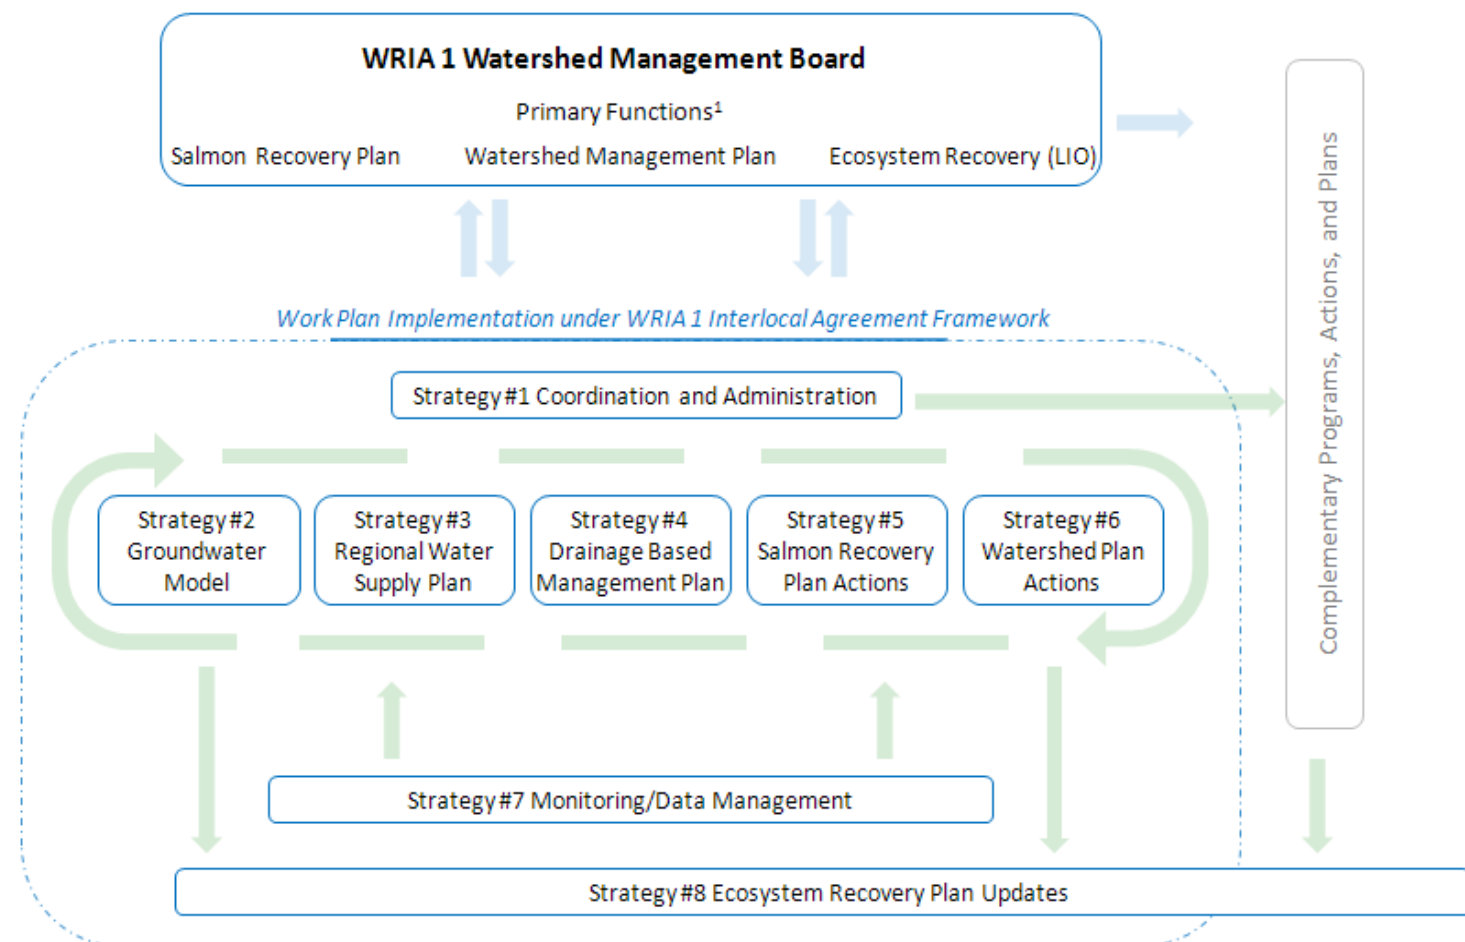 WRIA 1 Watershed Management Board
Primary Functions¹
Salmon Recovery Plan
Watershed Management Plan
Ecosystem Recovery (LIO)
Complementary Programs, Actions, and Plans
Work Plan Implementation under WRIA 1 Interlocal Agreement Framework
Strategy #1 Coordination and Administration
Strategy #2
Groundwater
Model
Strategy #3
Regional Water
Supply Plan
Strategy #4
Drainage Based
Management Plan
Strategy #5
Salmon Recovery
Plan Actions
Strategy #6
Watershed Plan
Actions
Strategy #7 Monitoring/Data Management
Strategy #8 Ecosystem Recovery Plan Updates